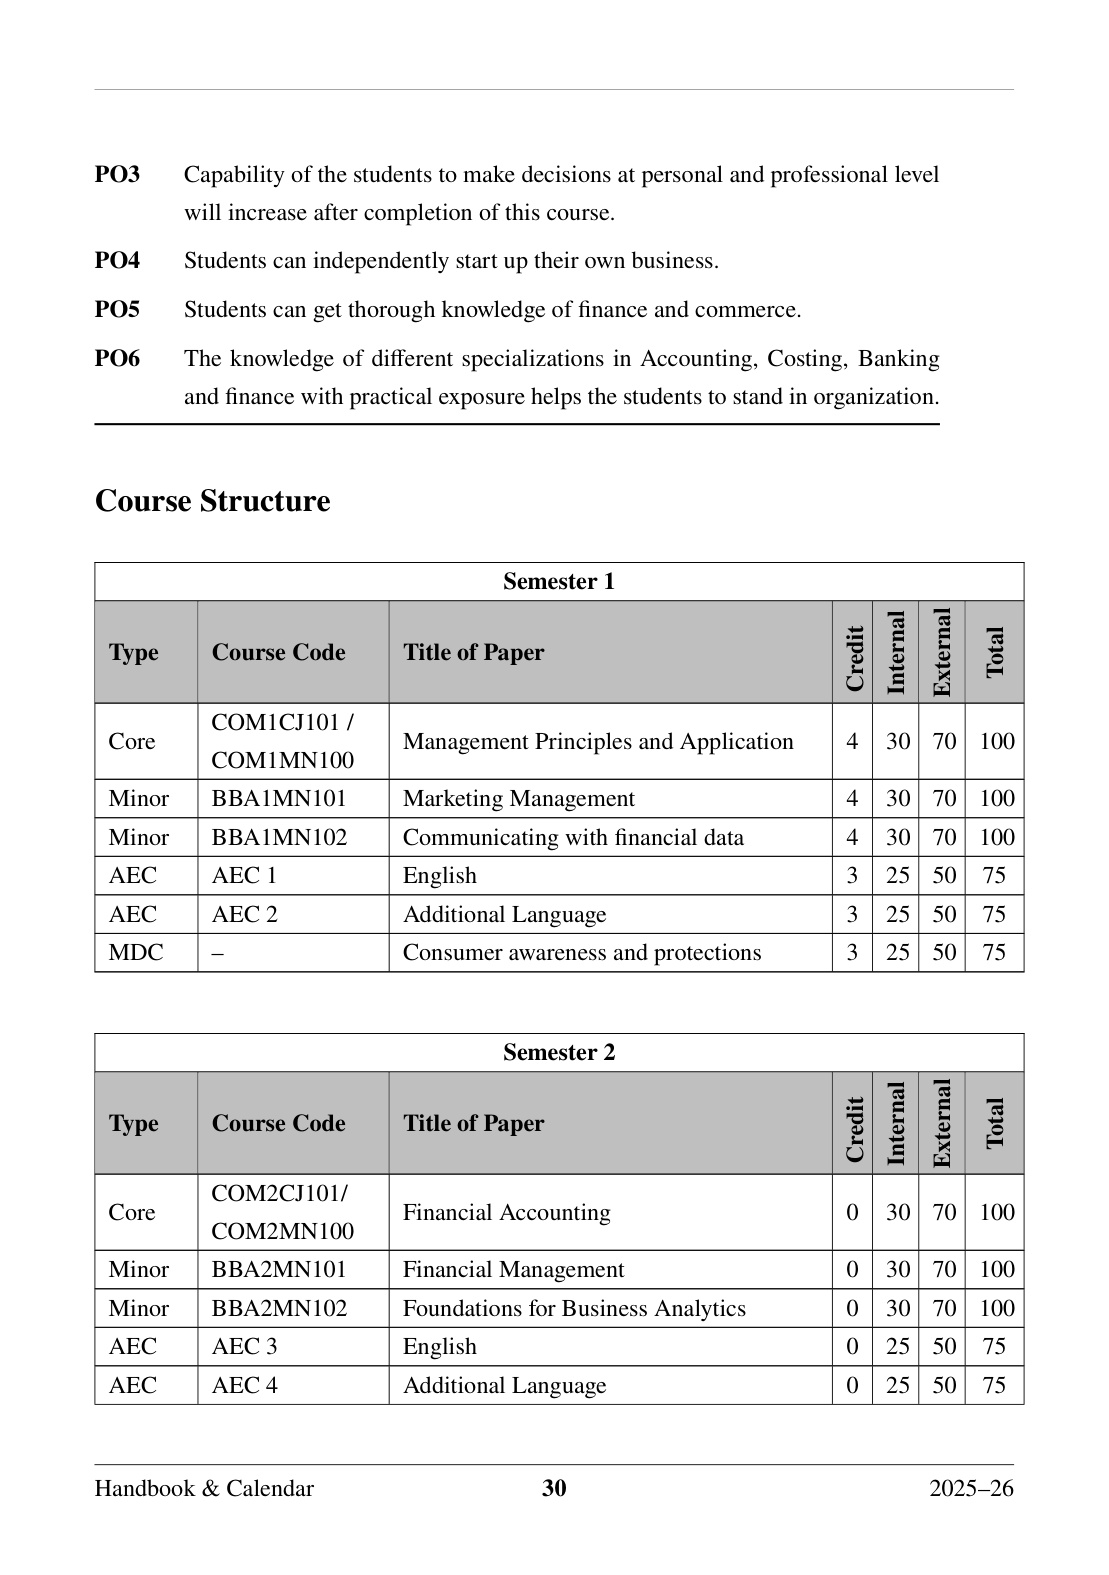 PO3 Capability of the students to make decisions at personal and professional level
will increase after completion of this course.
PO4 Students can independently start up their own business.
PO5 Students can get thorough knowledge of finance and commerce.
PO6 The knowledge of different specializations in Accounting, Costing, Banking
and finance with practical exposure helps the students to stand in organization.
Course Structure
Semester 1
Type Course Code Title of Paper Credit Internal External Total
Core COM1CJ101 / COM1MN100 Management Principles and Application 4 30 70 100
Minor BBA1MN101 Marketing Management 4 30 70 100
Minor BBA1MN102 Communicating with financial data 4 30 70 100
AEC AEC 1 English 3 25 50 75
AEC AEC 2 Additional Language 3 25 50 75
MDC – Consumer awareness and protections 3 25 50 75
Semester 2
Type Course Code Title of Paper Credit Internal External Total
Core COM2CJ101/ COM2MN100 Financial Accounting 0 30 70 100
Minor BBA2MN101 Financial Management 0 30 70 100
Minor BBA2MN102 Foundations for Business Analytics 0 30 70 100
AEC AEC 3 English 0 25 50 75
AEC AEC 4 Additional Language 0 25 50 75
Handbook & Calendar 30 2025–26